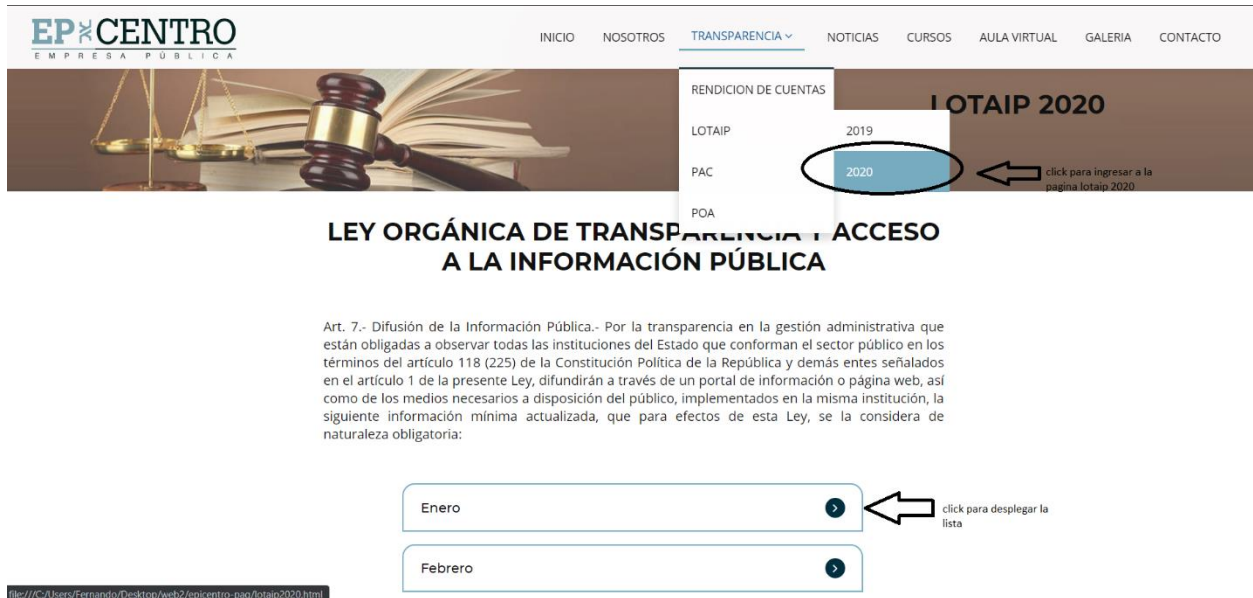 EPCENTRO
EMPRESA PÚBLICA
INICIO NOSOTROS TRANSPARENCIA NOTICIAS CURSOS AULA VIRTUAL GALERIA CONTACTO
RENDICION DE CUENTAS
LOTAIP
PAC
POA
2019
2020
LOTAIP 2020
click para ingresar a la
pagina lotaip 2020
LEY ORGÁNICA DE TRANSPARENCIA Y ACCESO
A LA INFORMACIÓN PÚBLICA
Art. 7.- Difusión de la Información Pública.- Por la transparencia en la gestión administrativa que
están obligadas a observar todas las instituciones del Estado que conforman el sector público en los
términos del artículo 118 (225) de la Constitución Política de la República y demás entes señalados
en el artículo 1 de la presente Ley, difundirán a través de un portal de información o página web, así
como de los medios necesarios a disposición del público, implementados en la misma institución, la
siguiente información mínima actualizada, que para efectos de esta Ley, se la considera de
naturaleza obligatoria:
Enero
click para desplegar la
lista
Febrero
file:///C:/Users/Fernando/Desktop/web2/epicentro-pag/lotaip2020.html